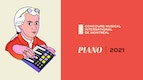 CONCOURS MUSICAL
INTERNATIONAL
DE MONTRÉAL
PIANO | 2021